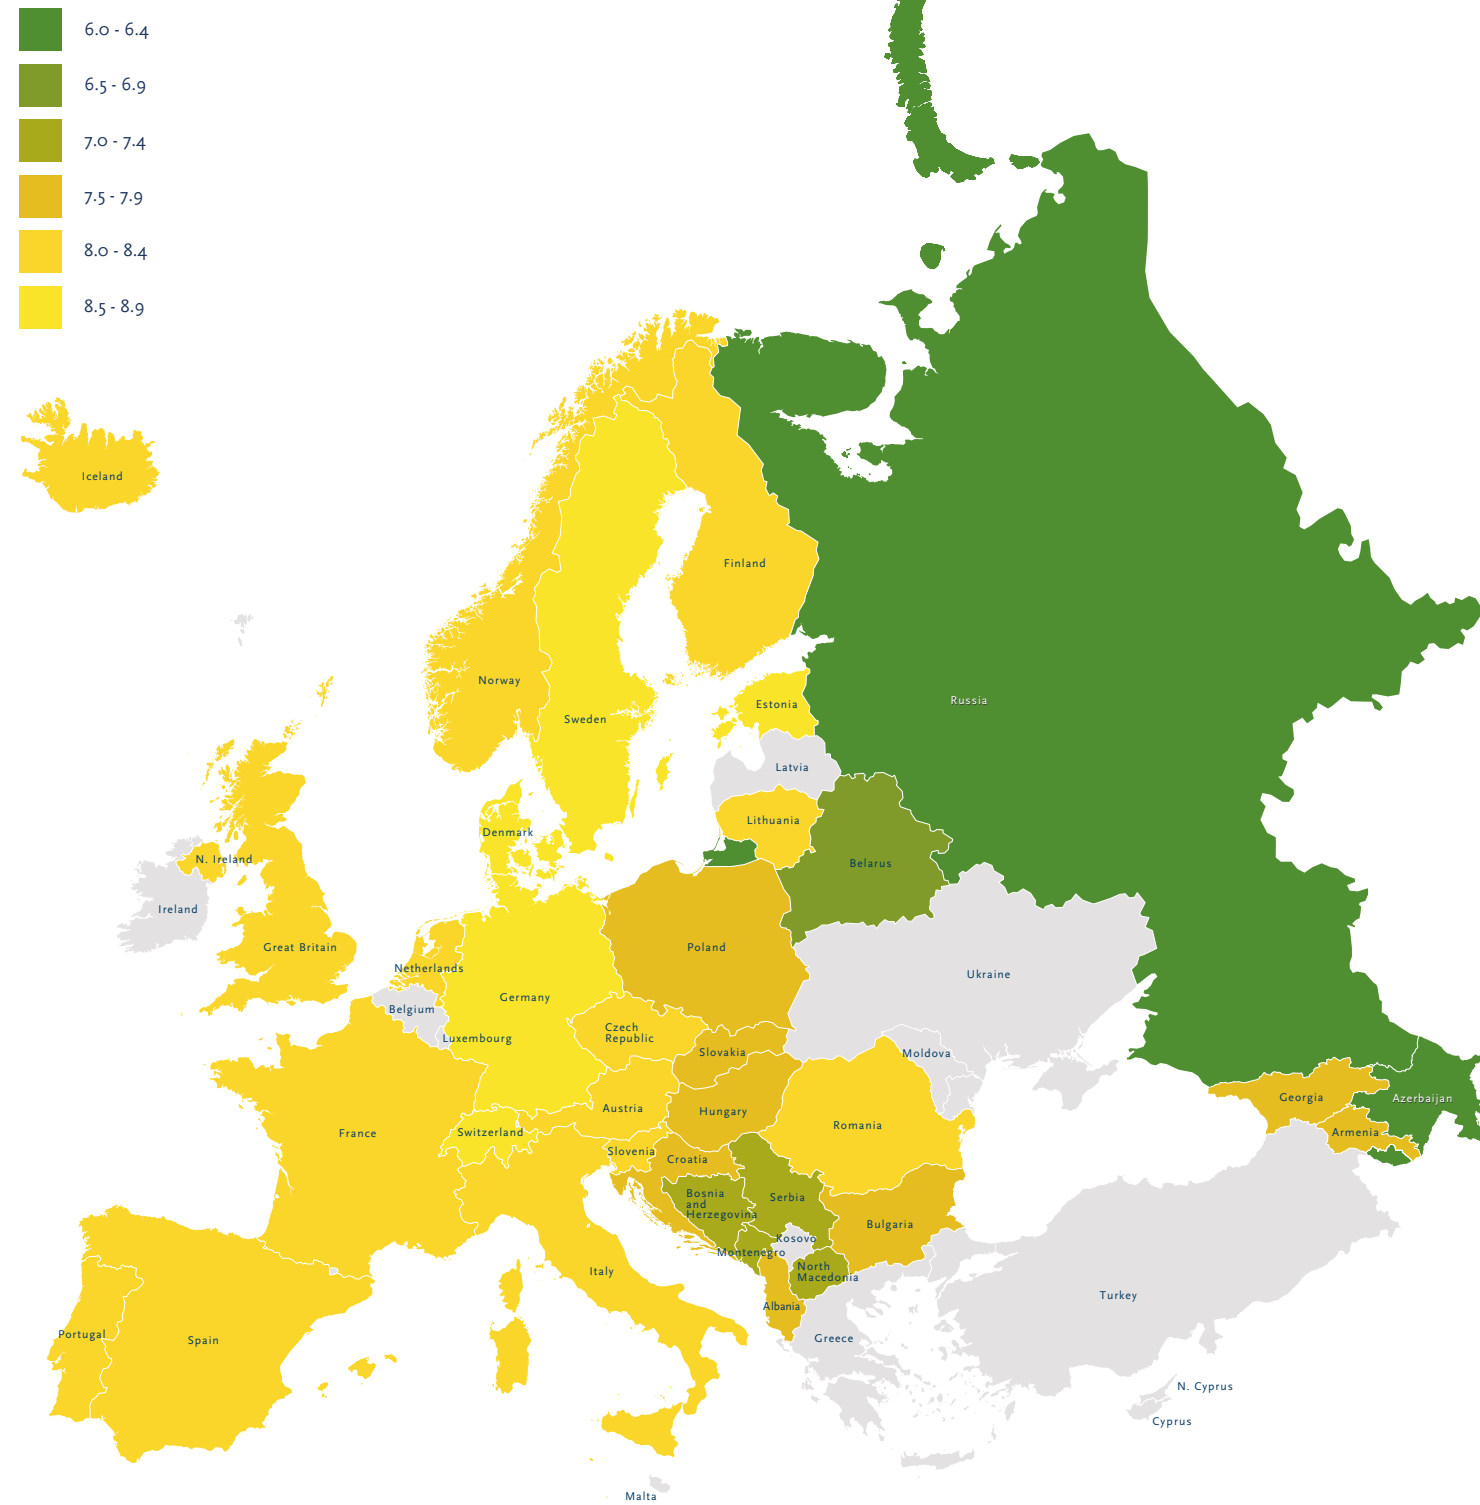 6.0 - 6.4
6.5 - 6.9
7.0 - 7.4
7.5 - 7.9
8.0 - 8.4
8.5 - 8.9
Iceland
Finland
Norway
Russia
Estonia
Sweden
Latvia
Lithuania
Denmark
N. Ireland
Belarus
Ireland
Great Britain
Poland
Netherlands
Ukraine
Germany
Belgium
Czech
Republic
Luxembourg
Slovakia
Moldova
Georgia
Azerbaijan
Austria
Hungary
Romania
France
Switzerland
Armenia
Slovenia
Croatia
Bosnia
and
Herzegovina
Serbia
Bulgaria
Kosovo
Montenegro
North
Macedonia
Italy
Turkey
Albania
Portugal
Spain
Greece
N. Cyprus
Cyprus
Malta